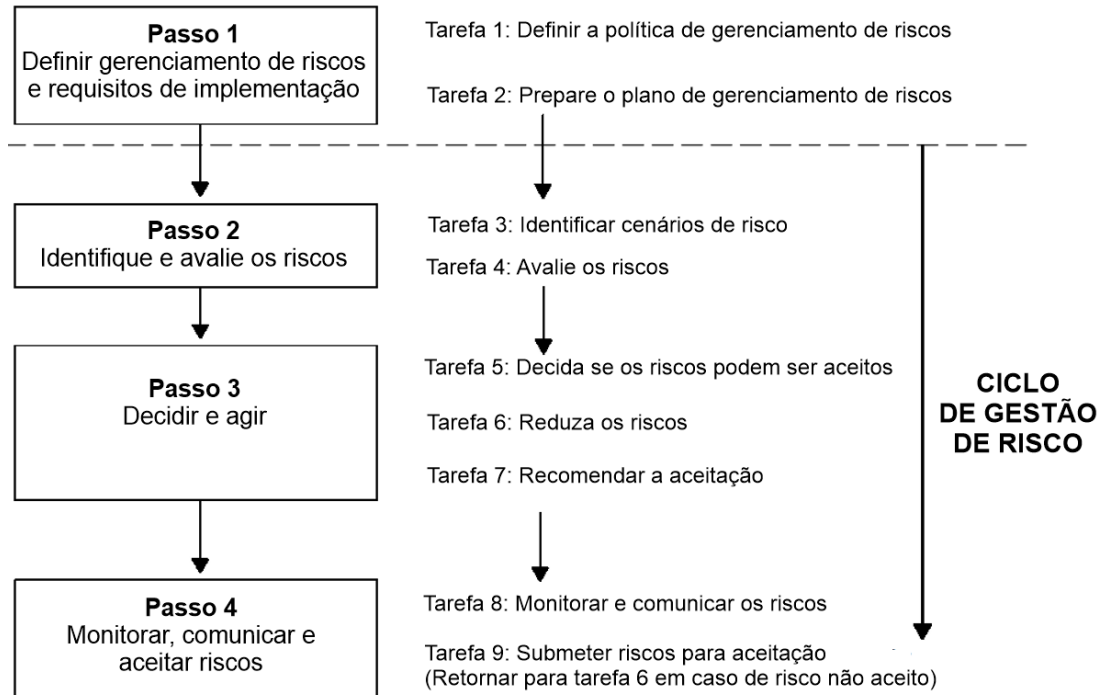 Passo 1
Definir gerenciamento de riscos
e requisitos de implementação
Tarefa 1: Definir a política de gerenciamento de riscos
Tarefa 2: Prepare o plano de gerenciamento de riscos
Passo 2
Identifique e avalie os riscos
Tarefa 3: Identificar cenários de risco
Tarefa 4: Avalie os riscos
Passo 3
Decidir e agir
Tarefa 5: Decida se os riscos podem ser aceitos
Tarefa 6: Reduza os riscos
Tarefa 7: Recomendar a aceitação
Passo 4
Monitorar, comunicar e
aceitar riscos
Tarefa 8: Monitorar e comunicar os riscos
Tarefa 9: Submeter riscos para aceitação
(Retornar para tarefa 6 em caso de risco não aceito)
CICLO
DE GESTÃO
DE RISCO